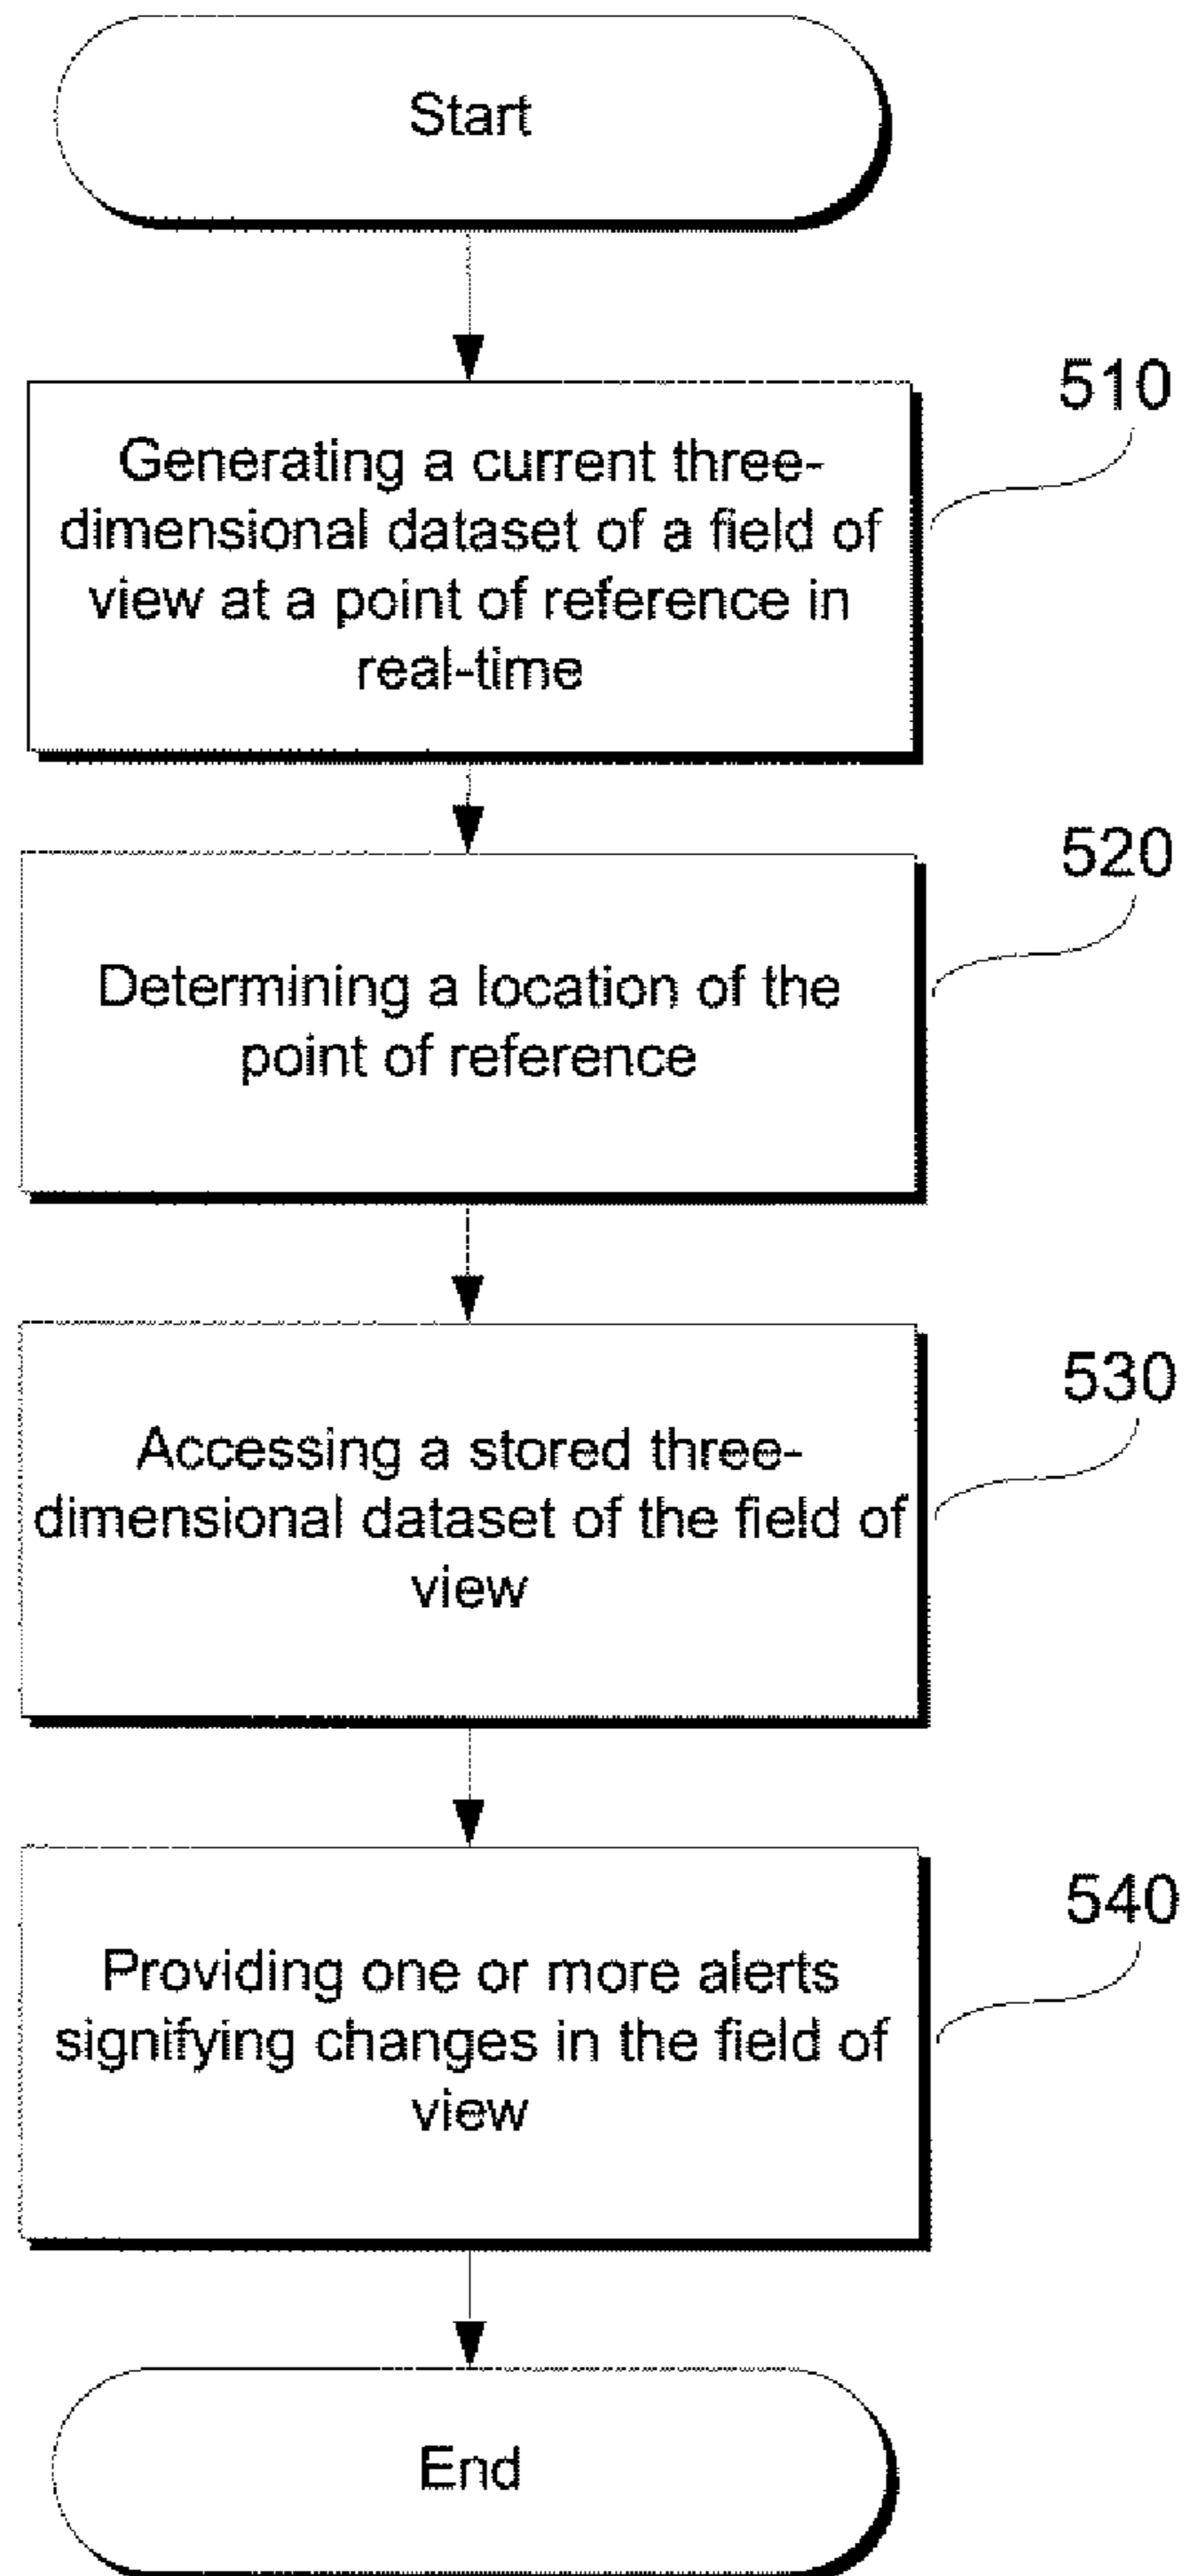 Start
510
Generating a current three-
dimensional dataset of a field of
view at a point of reference in
real-time
520
Determining a location of the
point of reference
530
Accessing a stored three-
dimensional dataset of the field of
view
540
Providing one or more alerts
signifying changes in the field of
view
End